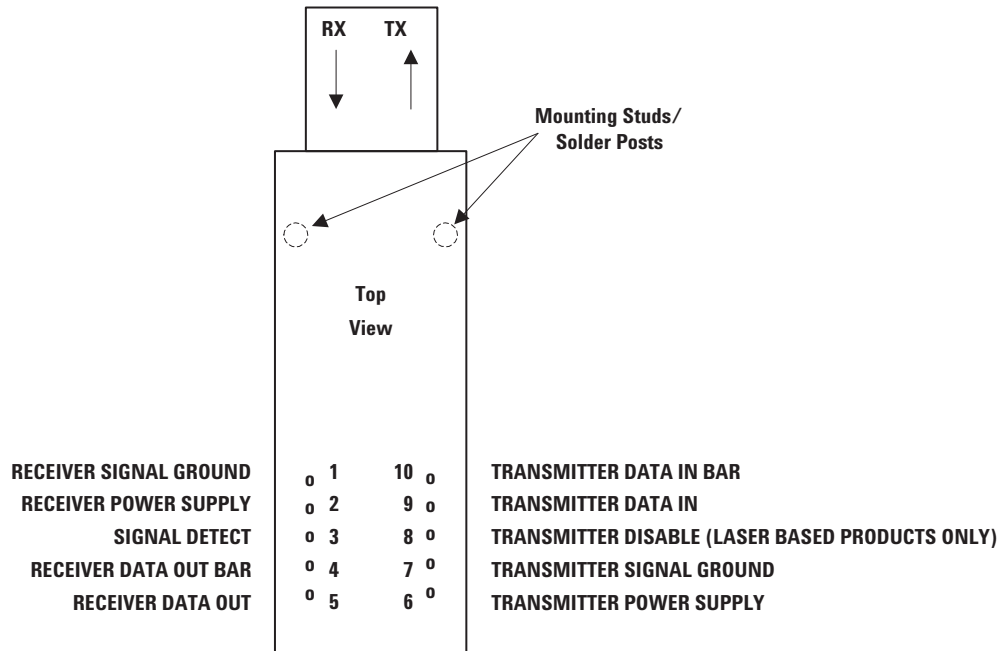 RX TX
Mounting Studs/
Solder Posts
Top
View
RECEIVER SIGNAL GROUND o 1 10 o TRANSMITTER DATA IN BAR
RECEIVER POWER SUPPLY o 2 9 o TRANSMITTER DATA IN
SIGNAL DETECT o 3 8 o TRANSMITTER DISABLE (LASER BASED PRODUCTS ONLY)
RECEIVER DATA OUT BAR o 4 7 o TRANSMITTER SIGNAL GROUND
RECEIVER DATA OUT o 5 6 o TRANSMITTER POWER SUPPLY